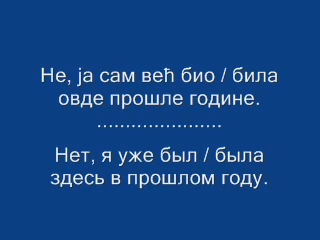 Не, ја сам већ био / била
овде прошле године.
......................
Нет, я уже был / была
здесь в прошлом году.